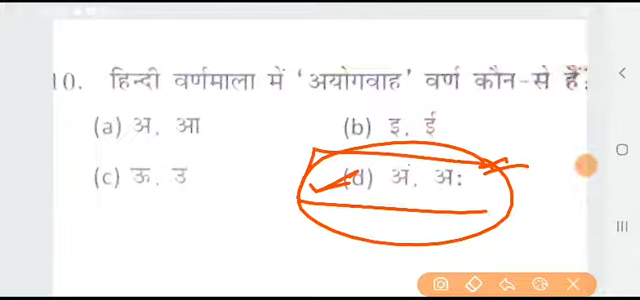 10. हिन्दी वर्णमाला में 'अयोगवाह' वर्ण कौन-से हैं:
(a) अ, आ (b) इ, ई
(c) ऊ, उ (d) अं, अः